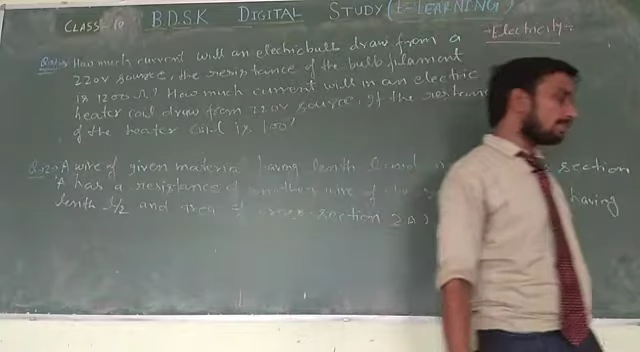 CLASS-10 BDSK DIGITAL STUDY (E-LEARNING)
-: Electricity :-
How much current will an electric bulb draw from a
220V source, the resistance of the bulb filament
is 1200 Ω? How much current will in an electric
heater coil draw from 220V source, if the
of the heater coil is 100
A wire of given material having length section
A has a resistance of wire of having
length and area of cross-section 2A